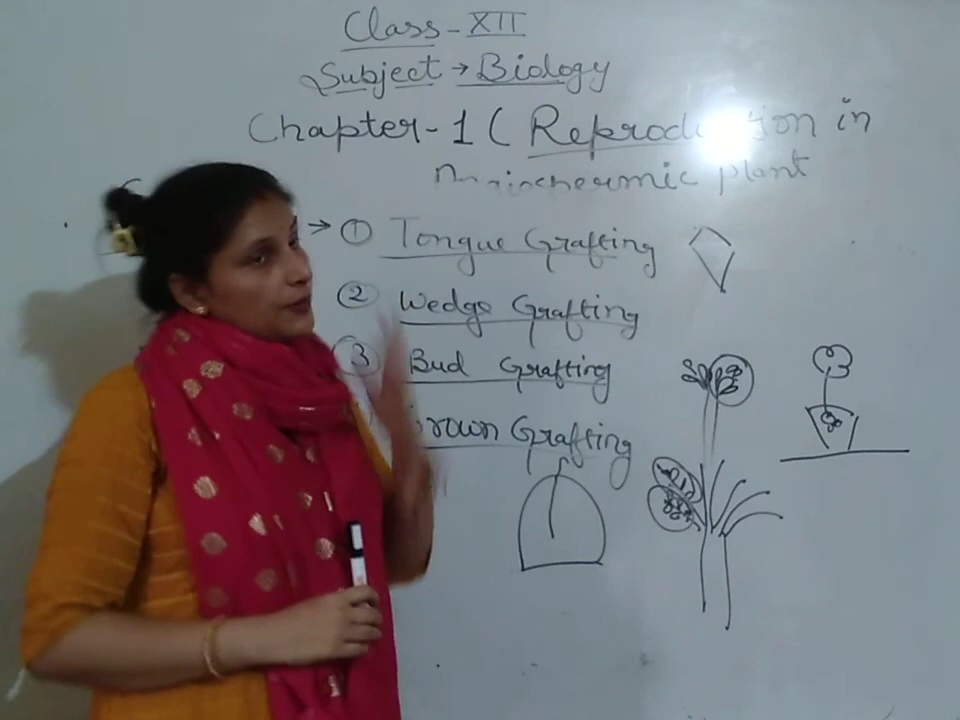 Class - XII
Subject → Biology
Chapter - 1 ( in
plant
→ ① Tongue Grafting
② Wedge Grafting
③ Bud Grafting
Grafting